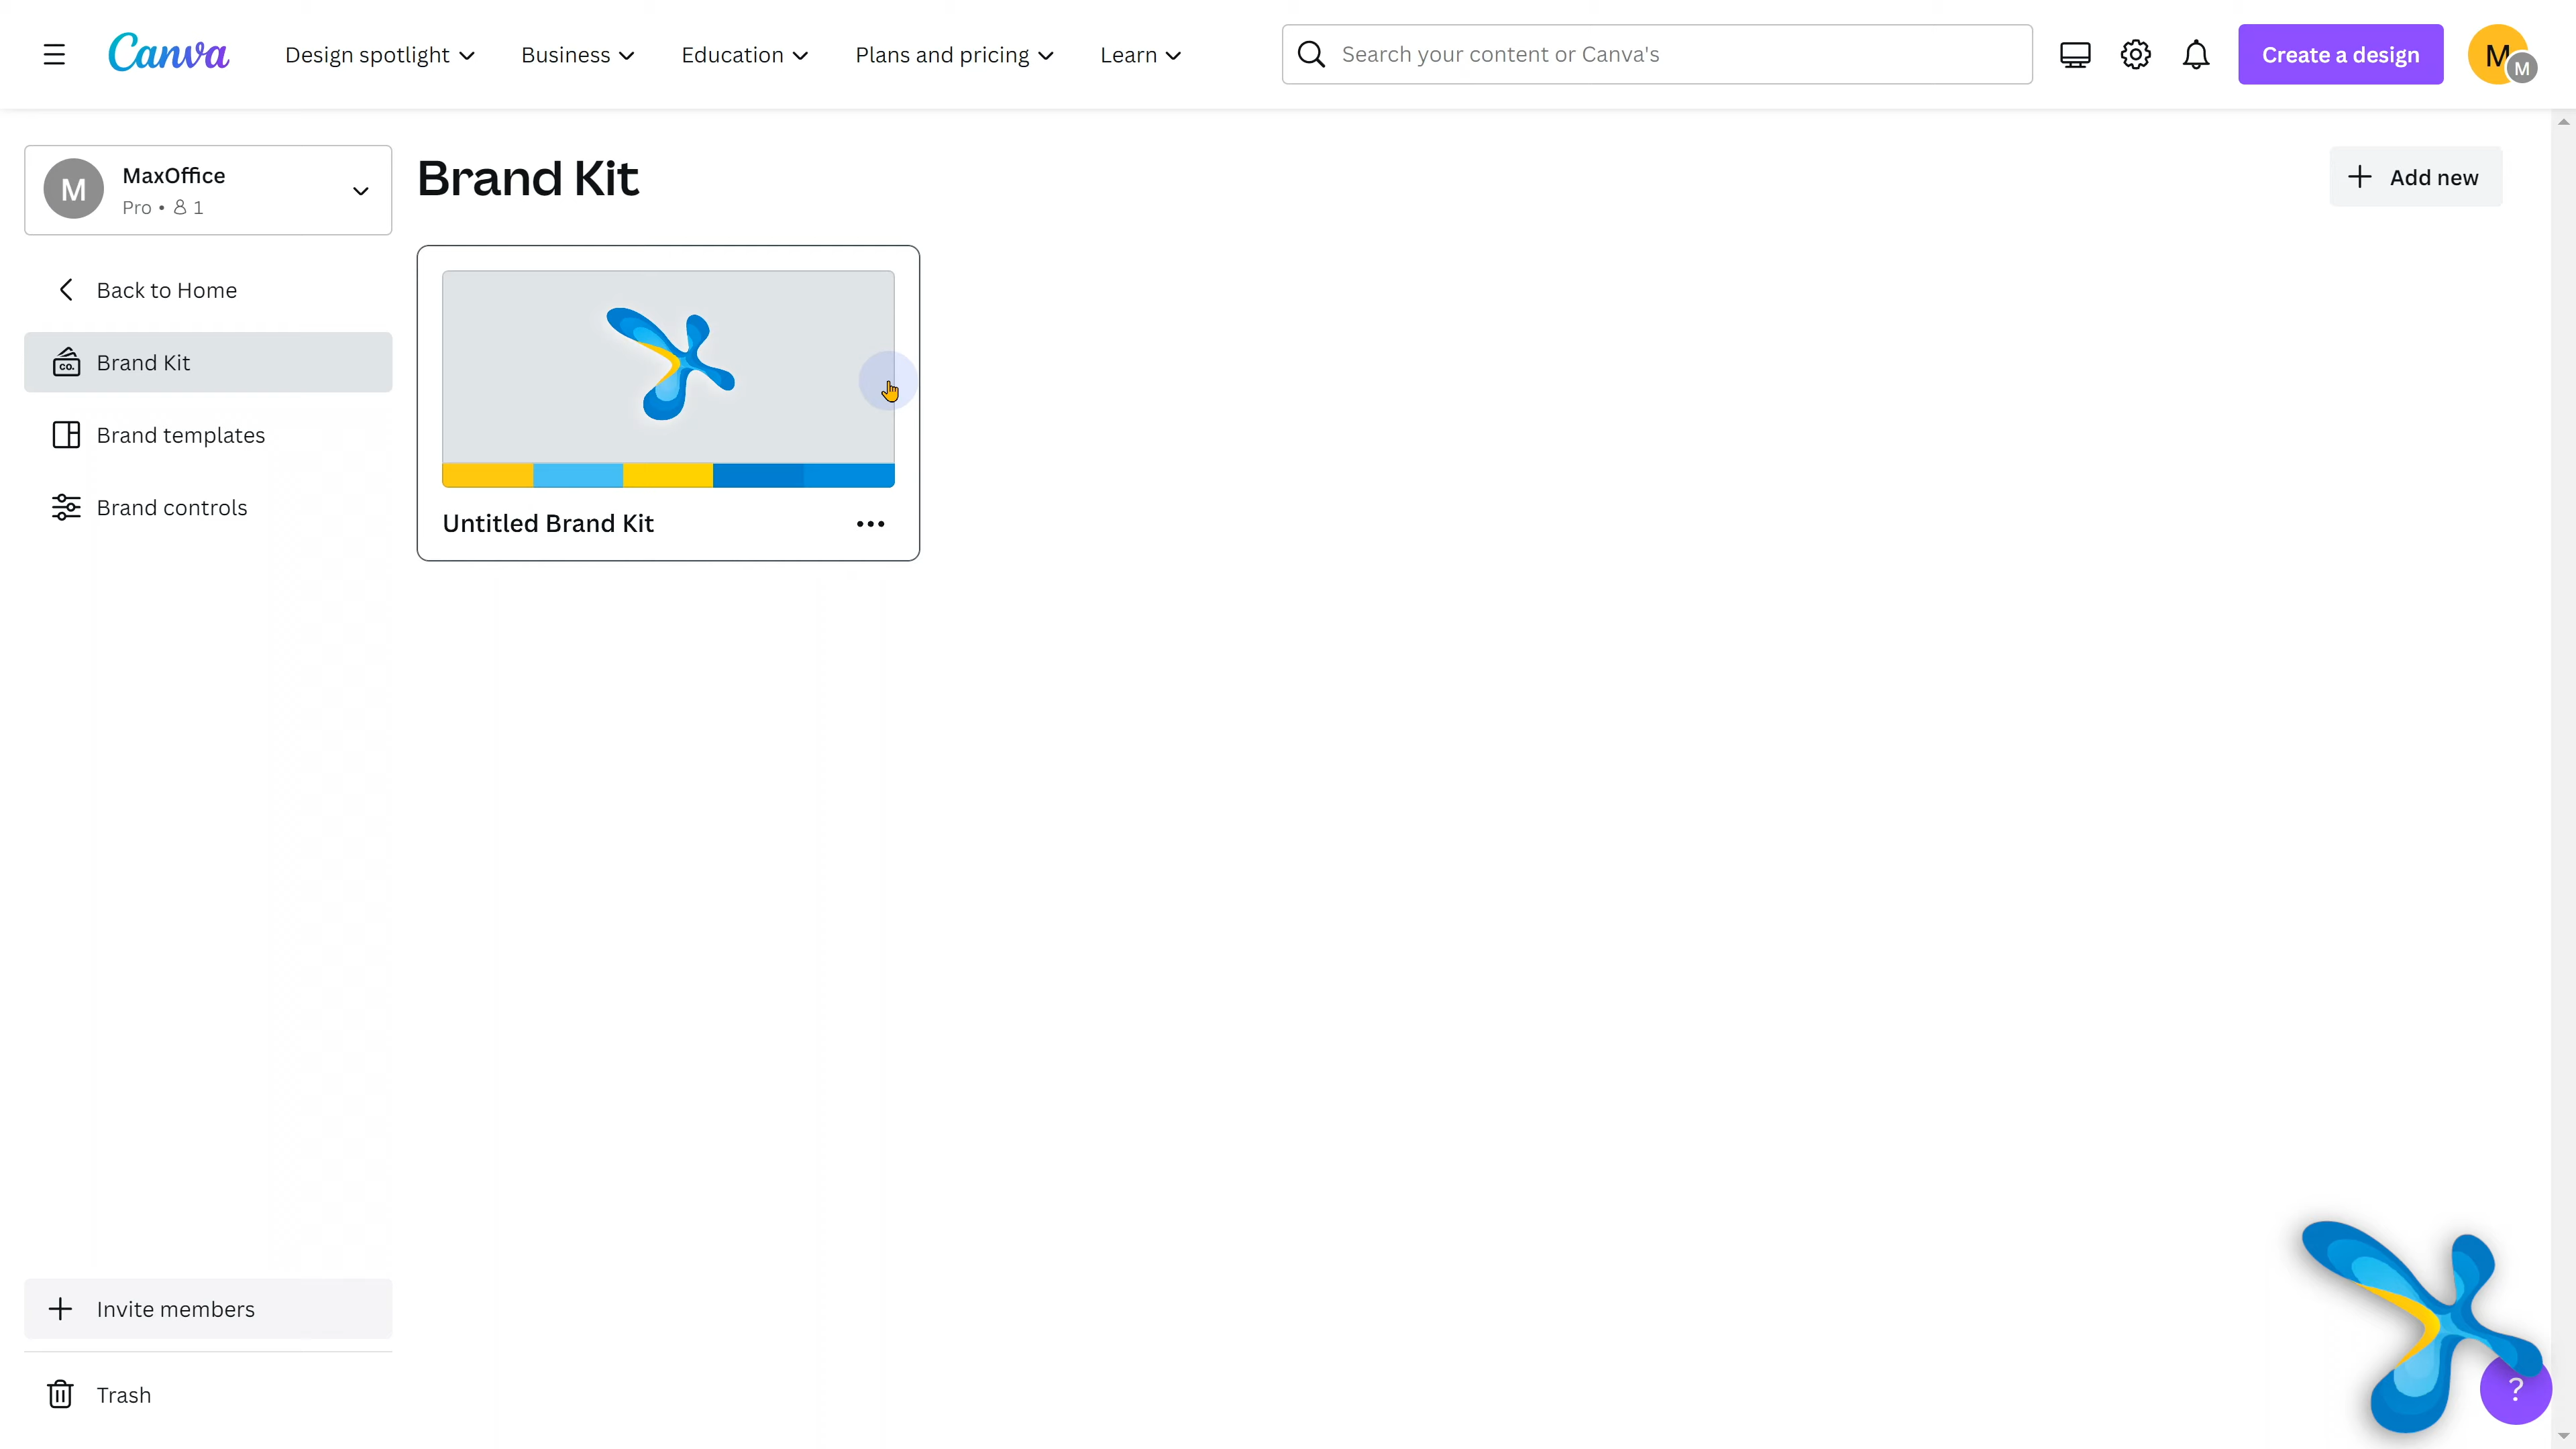 Canva
Design spotlight
Business
Education
Plans and pricing
Learn
Search your content or Canva's
Create a design
M
M
M
MaxOffice
Pro • 1
Back to Home
CO.
Brand Kit
Brand templates
Brand controls
Invite members
Trash
Brand Kit
Add new
Untitled Brand Kit
?